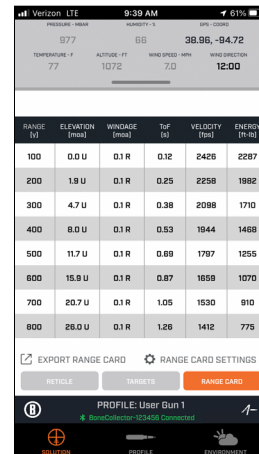 Verizon LTE 9:39 AM 61%
PRESSURE - MBAR HUMIDITY - % GPS - COORD
977 66 38.96, -94.72
TEMPERATURE - F ALTITUDE - FT WIND SPEED - MPH WIND DIRECTION
77 1072 7.0 12:00
RANGE ELEVATION WINDAGE ToF VELOCITY ENERGY
(y) (moa) (moa) (s) (fps) (ft-lb)
100 0.0 U 0.1 R 0.12 2426 2287
200 1.9 U 0.1 R 0.25 2258 1982
300 4.7 U 0.1 R 0.38 2098 1710
400 8.0 U 0.1 R 0.53 1944 1468
500 11.7 U 0.1 R 0.69 1797 1255
600 15.9 U 0.1 R 0.87 1659 1070
700 20.7 U 0.1 R 1.05 1530 910
800 26.0 U 0.1 R 1.26 1412 775
EXPORT RANGE CARD RANGE CARD SETTINGS
RETICLE TARGETS RANGE CARD
PROFILE: User Gun 1
BoneCollector-123456 Connected
SOLUTION PROFILE ENVIRONMENT